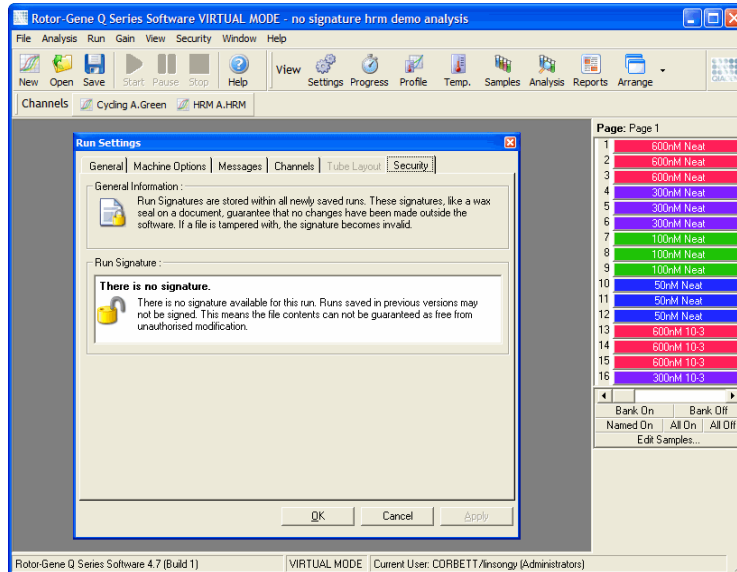 Rotor-Gene Q Series Software VIRTUAL MODE - no signature hrm demo analysis
File Analysis Run Gain View Security Window Help
New Open Save Start Pause Stop Help View Settings Progress Profile Temp. Samples Analysis Reports Arrange
Channels Cycling A.Green HRM A.HRM
Run Settings
General Machine Options Messages Channels Tube Layout Security
General Information :
Run Signatures are stored within all newly saved runs. These signatures, like a wax
seal on a document, guarantee that no changes have been made outside the
software. If a file is tampered with, the signature becomes invalid.
Run Signature :
There is no signature.
There is no signature available for this run. Runs saved in previous versions may
not be signed. This means the file contents can not be guaranteed as free from
unauthorised modification.
OK Cancel Apply
Page: Page 1
1 600nM Neat
2 600nM Neat
3 600nM Neat
4 300nM Neat
5 300nM Neat
6 300nM Neat
7 100nM Neat
8 100nM Neat
9 100nM Neat
10 50nM Neat
11 50nM Neat
12 50nM Neat
13 600nM 10-3
14 600nM 10-3
15 600nM 10-3
16 300nM 10-3
Bank On Bank Off
Named On All On All Off
Edit Samples...
Rotor-Gene Q Series Software 4.7 (Build 1) VIRTUAL MODE Current User: CORBETT/linsongy (Administrators)